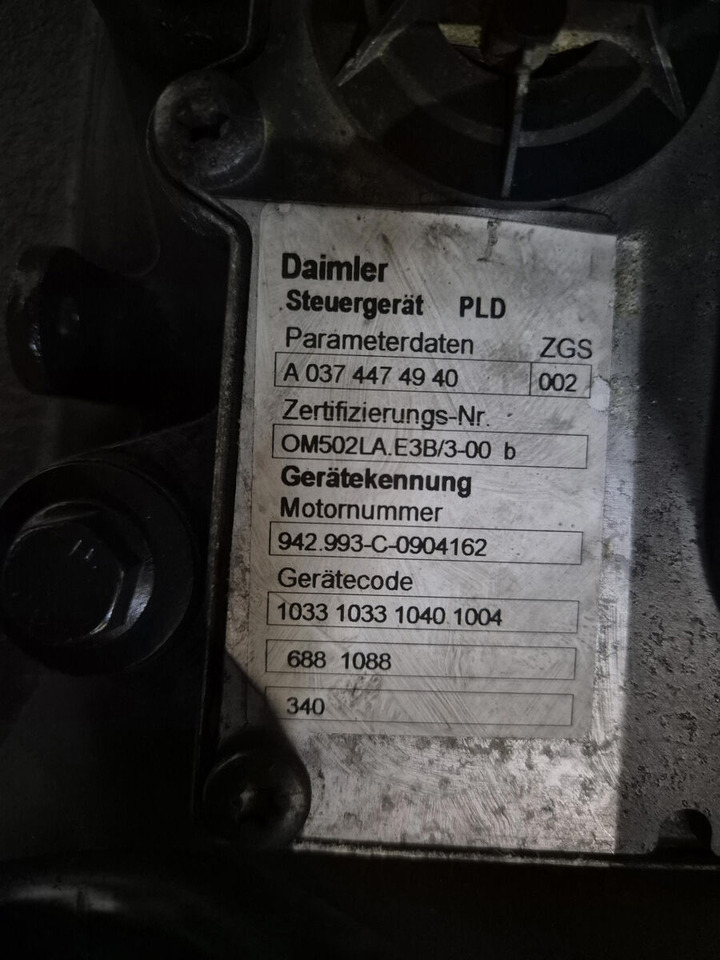 Daimler
Steuergerät PLD
Parameterdaten ZGS
A 037 447 49 40 002
Zertifizierungs-Nr.
OM502LA.E3B/3-00 b
Gerätekennung
Motornummer
942.993-C-0904162
Gerätecode
1033 1033 1040 1004
688 1088
340